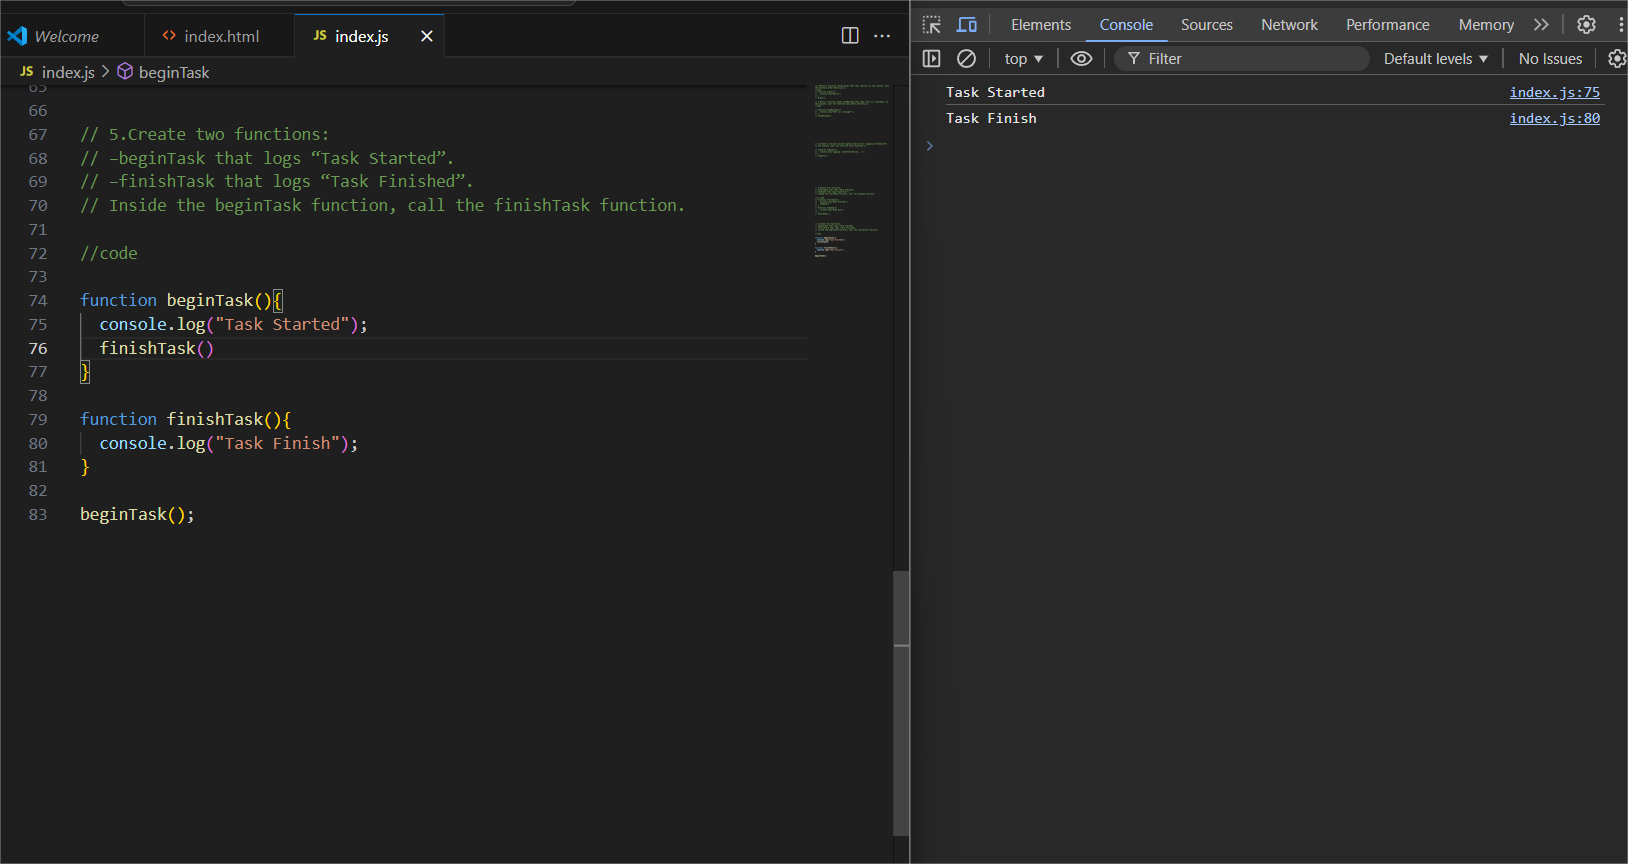 Welcome
index.html
JS index.js
JS index.js > beginTask
65
66
67 // 5.Create two functions:
68 // –beginTask that logs “Task Started”.
69 // –finishTask that logs “Task Finished”.
70 // Inside the beginTask function, call the finishTask function.
71
72 //code
73
74 function beginTask(){
75 console.log("Task Started");
76 finishTask()
77 }
78
79 function finishTask(){
80 console.log("Task Finish");
81 }
82
83 beginTask();
Elements Console Sources Network Performance Memory
top Filter Default levels No Issues
Task Started index.js:75
Task Finish index.js:80